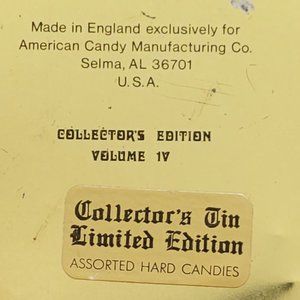 Made in England exclusively for
American Candy Manufacturing Co.
Selma, AL 36701
U.S.A.
COLLECTOR'S EDITION
VOLUME IV
Collector's Tin
Limited Edition
ASSORTED HARD CANDIES